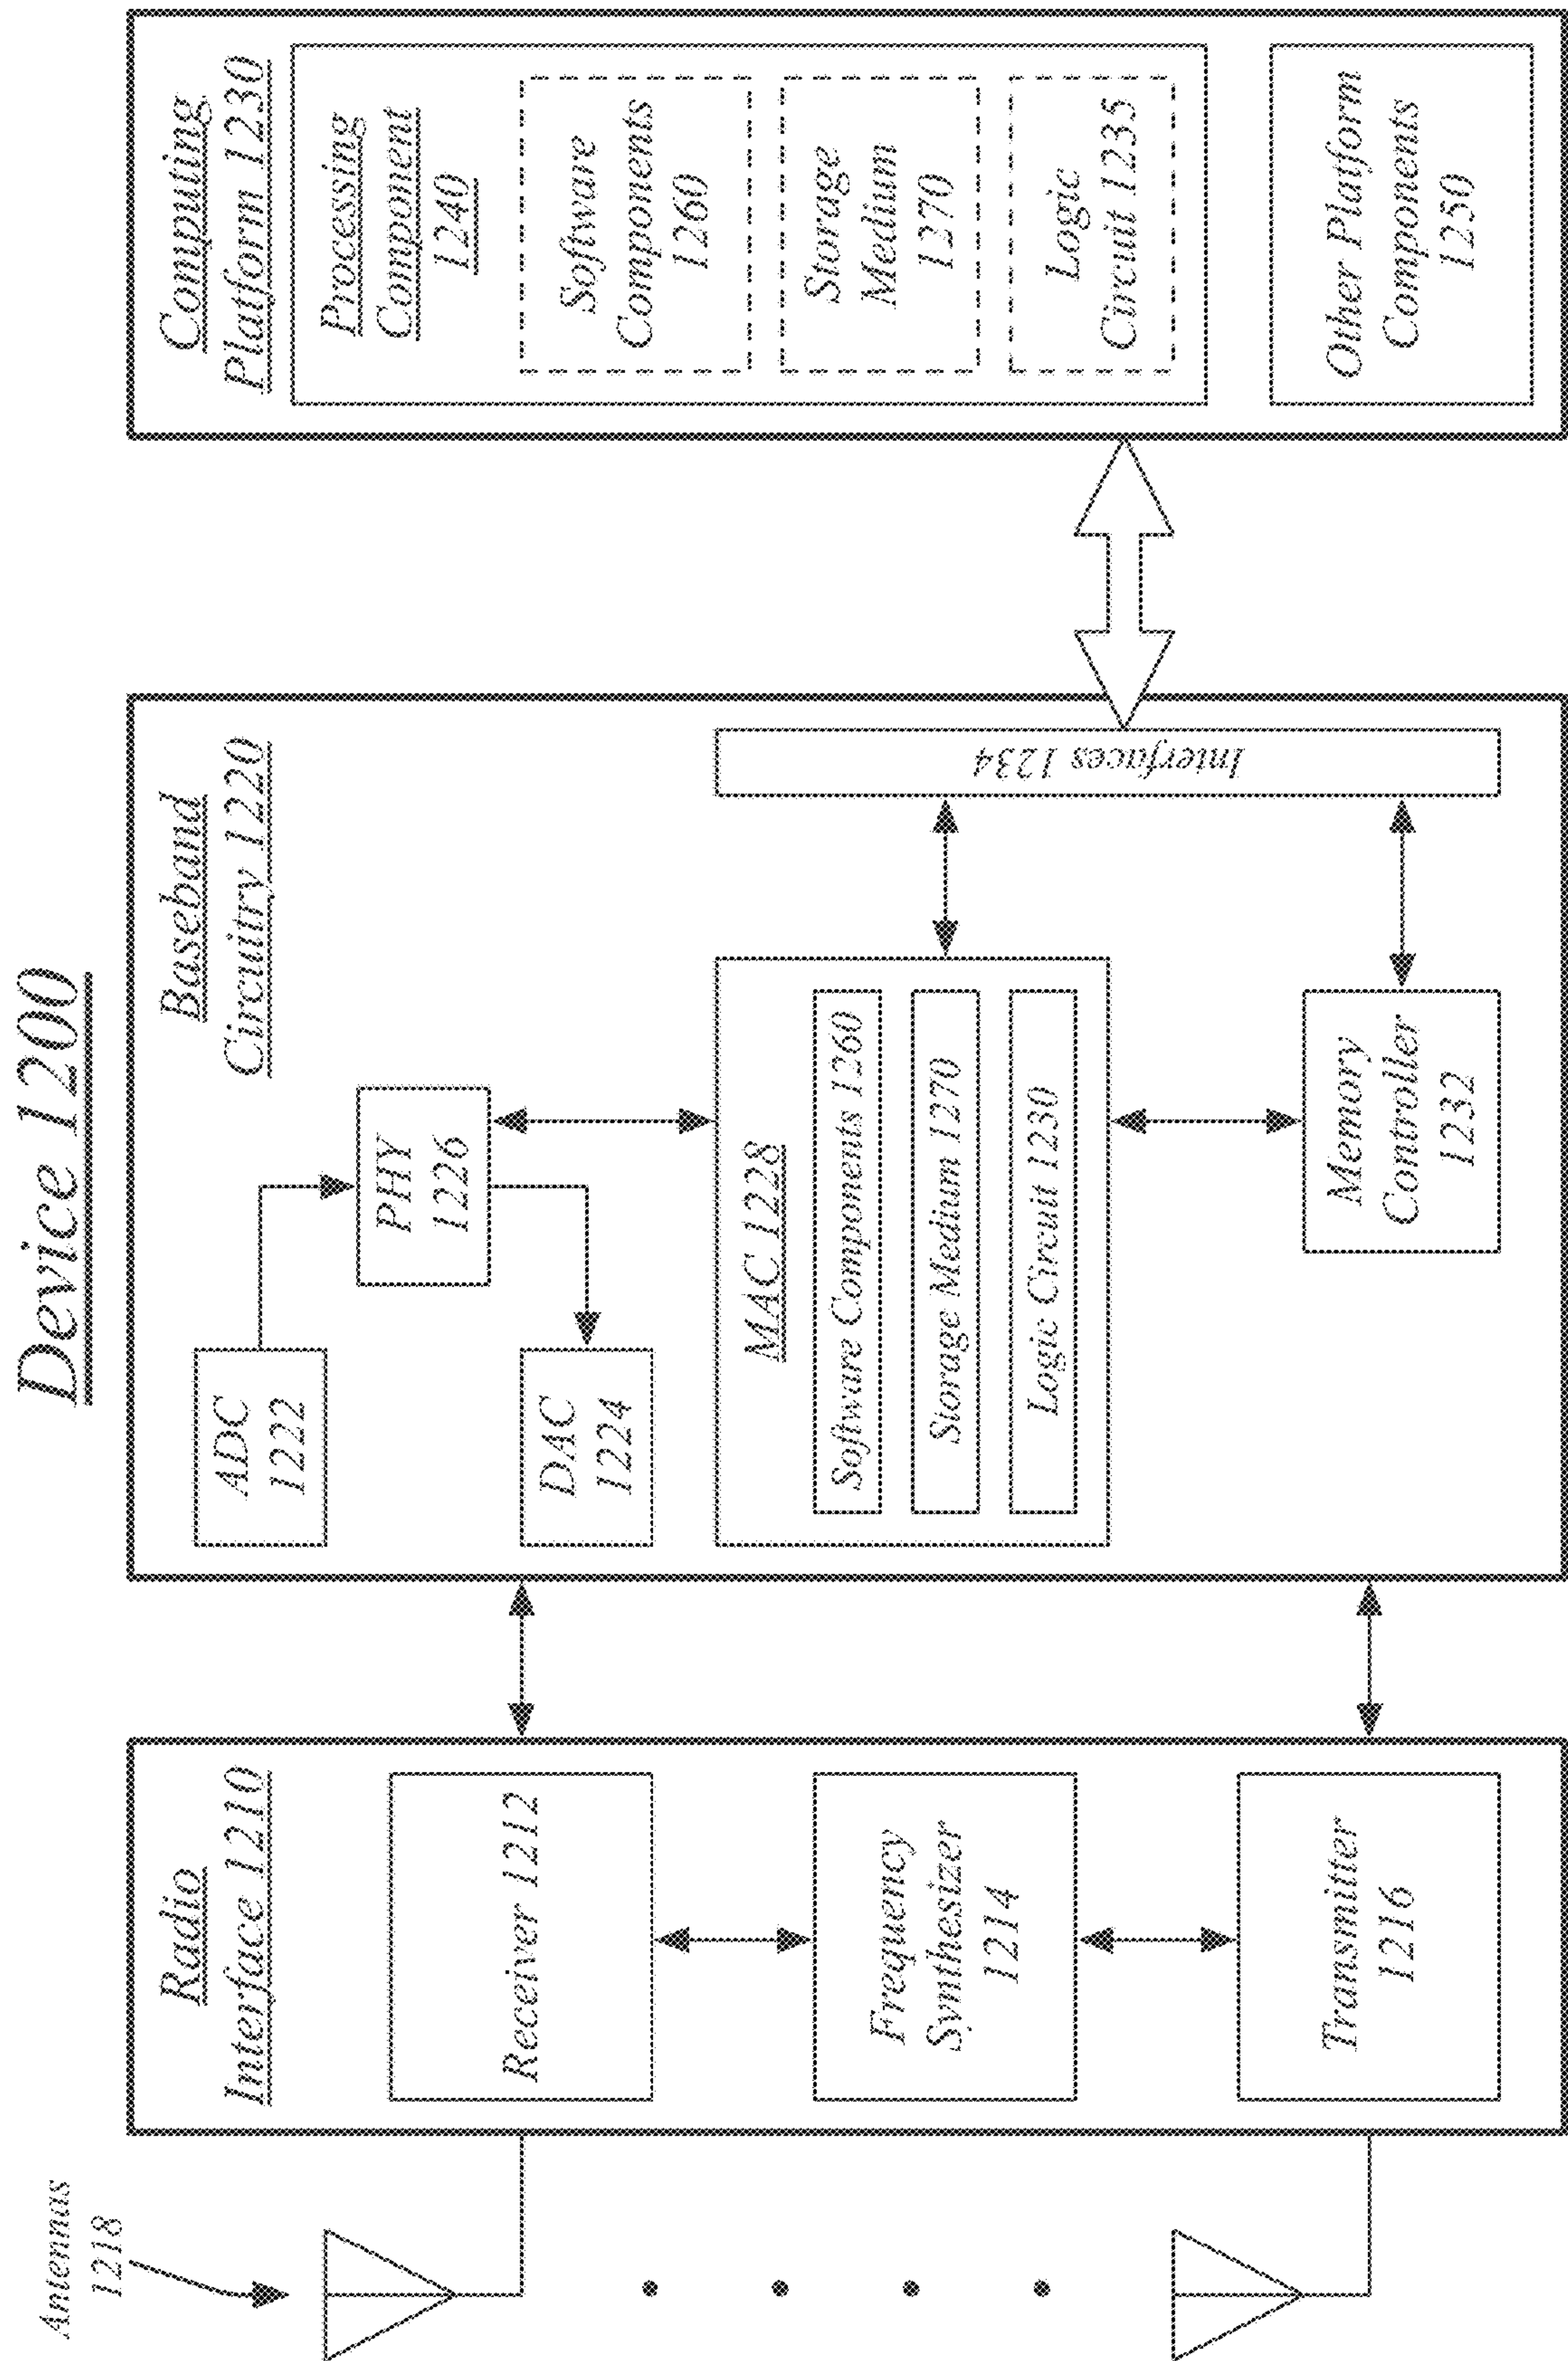 Device 1200
Antennas
1218
Radio
Interface 1210
Receiver 1212
Frequency
Synthesizer
1214
Transmitter
1216
Baseband
Circuitry 1220
ADC
1222
PHY
1226
DAC
1224
MAC 1228
Software Components 1260
Storage Medium 1270
Logic Circuit 1230
Memory
Controller
1232
Interfaces 1234
Computing
Platform 1230
Processing
Component
1240
Software
Components
1260
Storage
Medium
1270
Logic
Circuit 1235
Other Platform
Components
1250